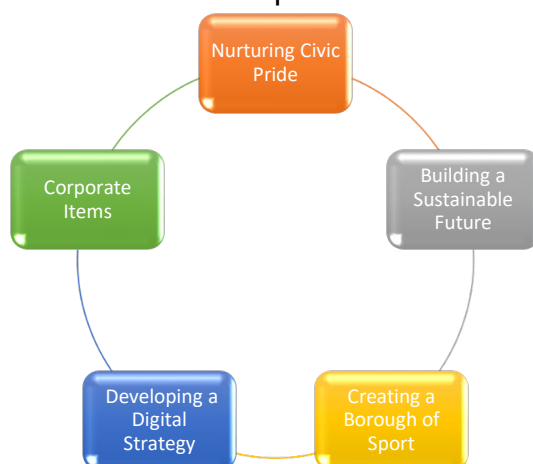 Nurturing Civic
Pride
Building a
Sustainable
Future
Creating a
Borough of
Sport
Developing a
Digital
Strategy
Corporate
Items